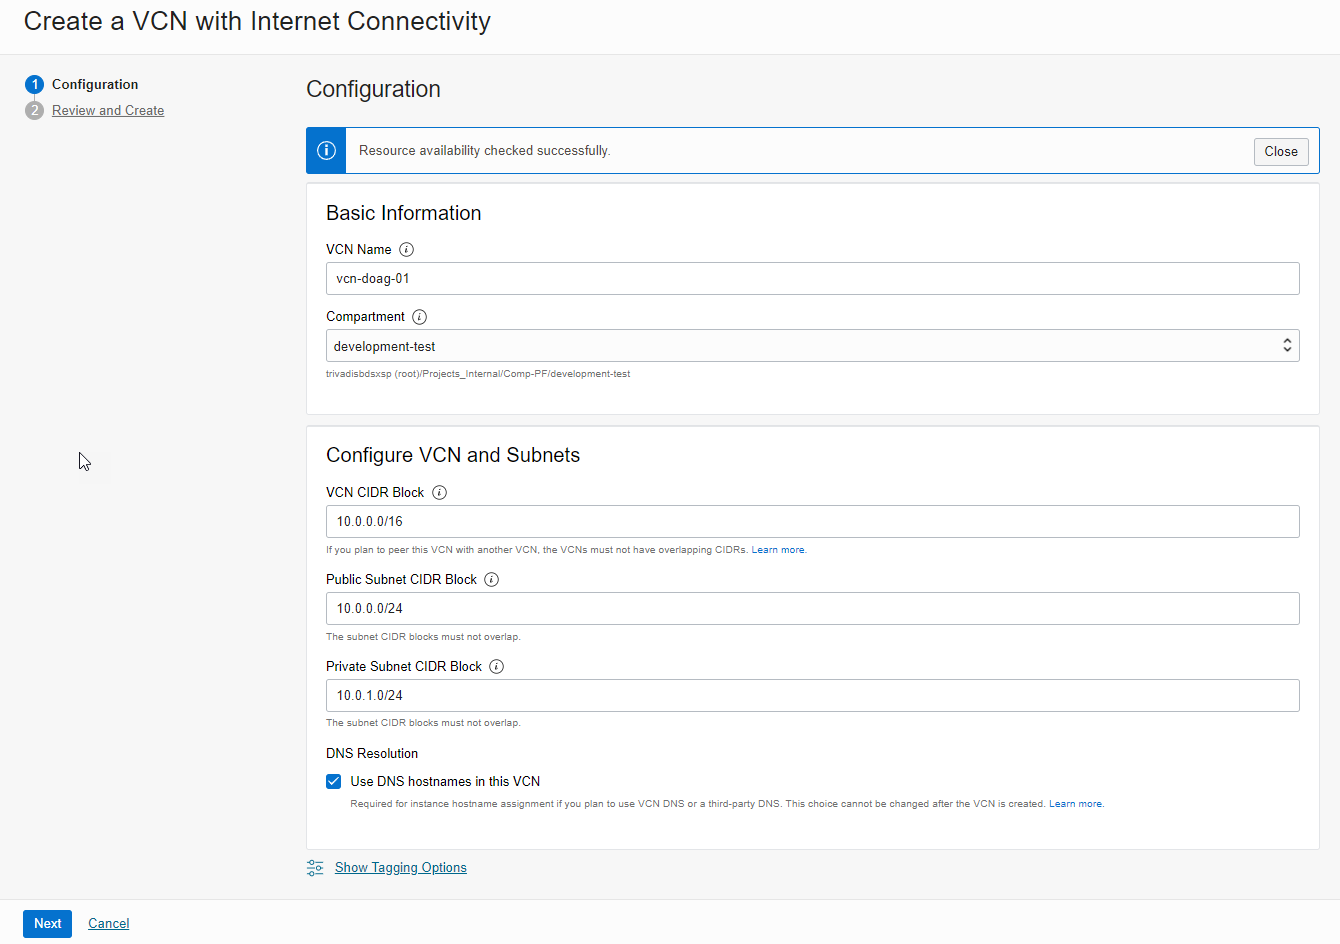 Create a VCN with Internet Connectivity
1 Configuration
2 Review and Create
Configuration
Resource availability checked successfully.
Close
Basic Information
VCN Name
vcn-doag-01
Compartment
development-test
trivadisbdsxsp (root)/Projects_Internal/Comp-PF/development-test
Configure VCN and Subnets
VCN CIDR Block
10.0.0.0/16
If you plan to peer this VCN with another VCN, the VCNs must not have overlapping CIDRs. Learn more.
Public Subnet CIDR Block
10.0.0.0/24
The subnet CIDR blocks must not overlap.
Private Subnet CIDR Block
10.0.1.0/24
The subnet CIDR blocks must not overlap.
DNS Resolution
Use DNS hostnames in this VCN
Required for instance hostname assignment if you plan to use VCN DNS or a third-party DNS. This choice cannot be changed after the VCN is created. Learn more.
Show Tagging Options
Next
Cancel